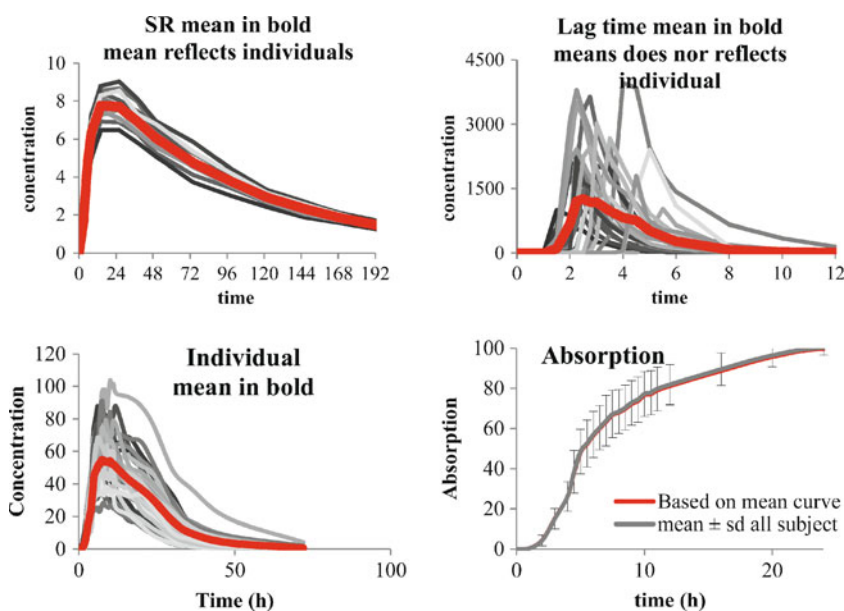 SR mean in bold
mean reflects individuals
10
8
6
4
2
0
conentration
0 24 48 72 96 120 144 168 192
time
Lag time mean in bold
means does nor reflects
individual
4500
3000
1500
0
conentration
0 2 4 6 8 10 12
time
Individual
mean in bold
120
100
80
60
40
20
0
Concentration
0 50 100
Time (h)
Absorption
100
80
60
40
20
0
Absorption
Based on mean curve
mean ± sd all subject
0 10 20
time (h)